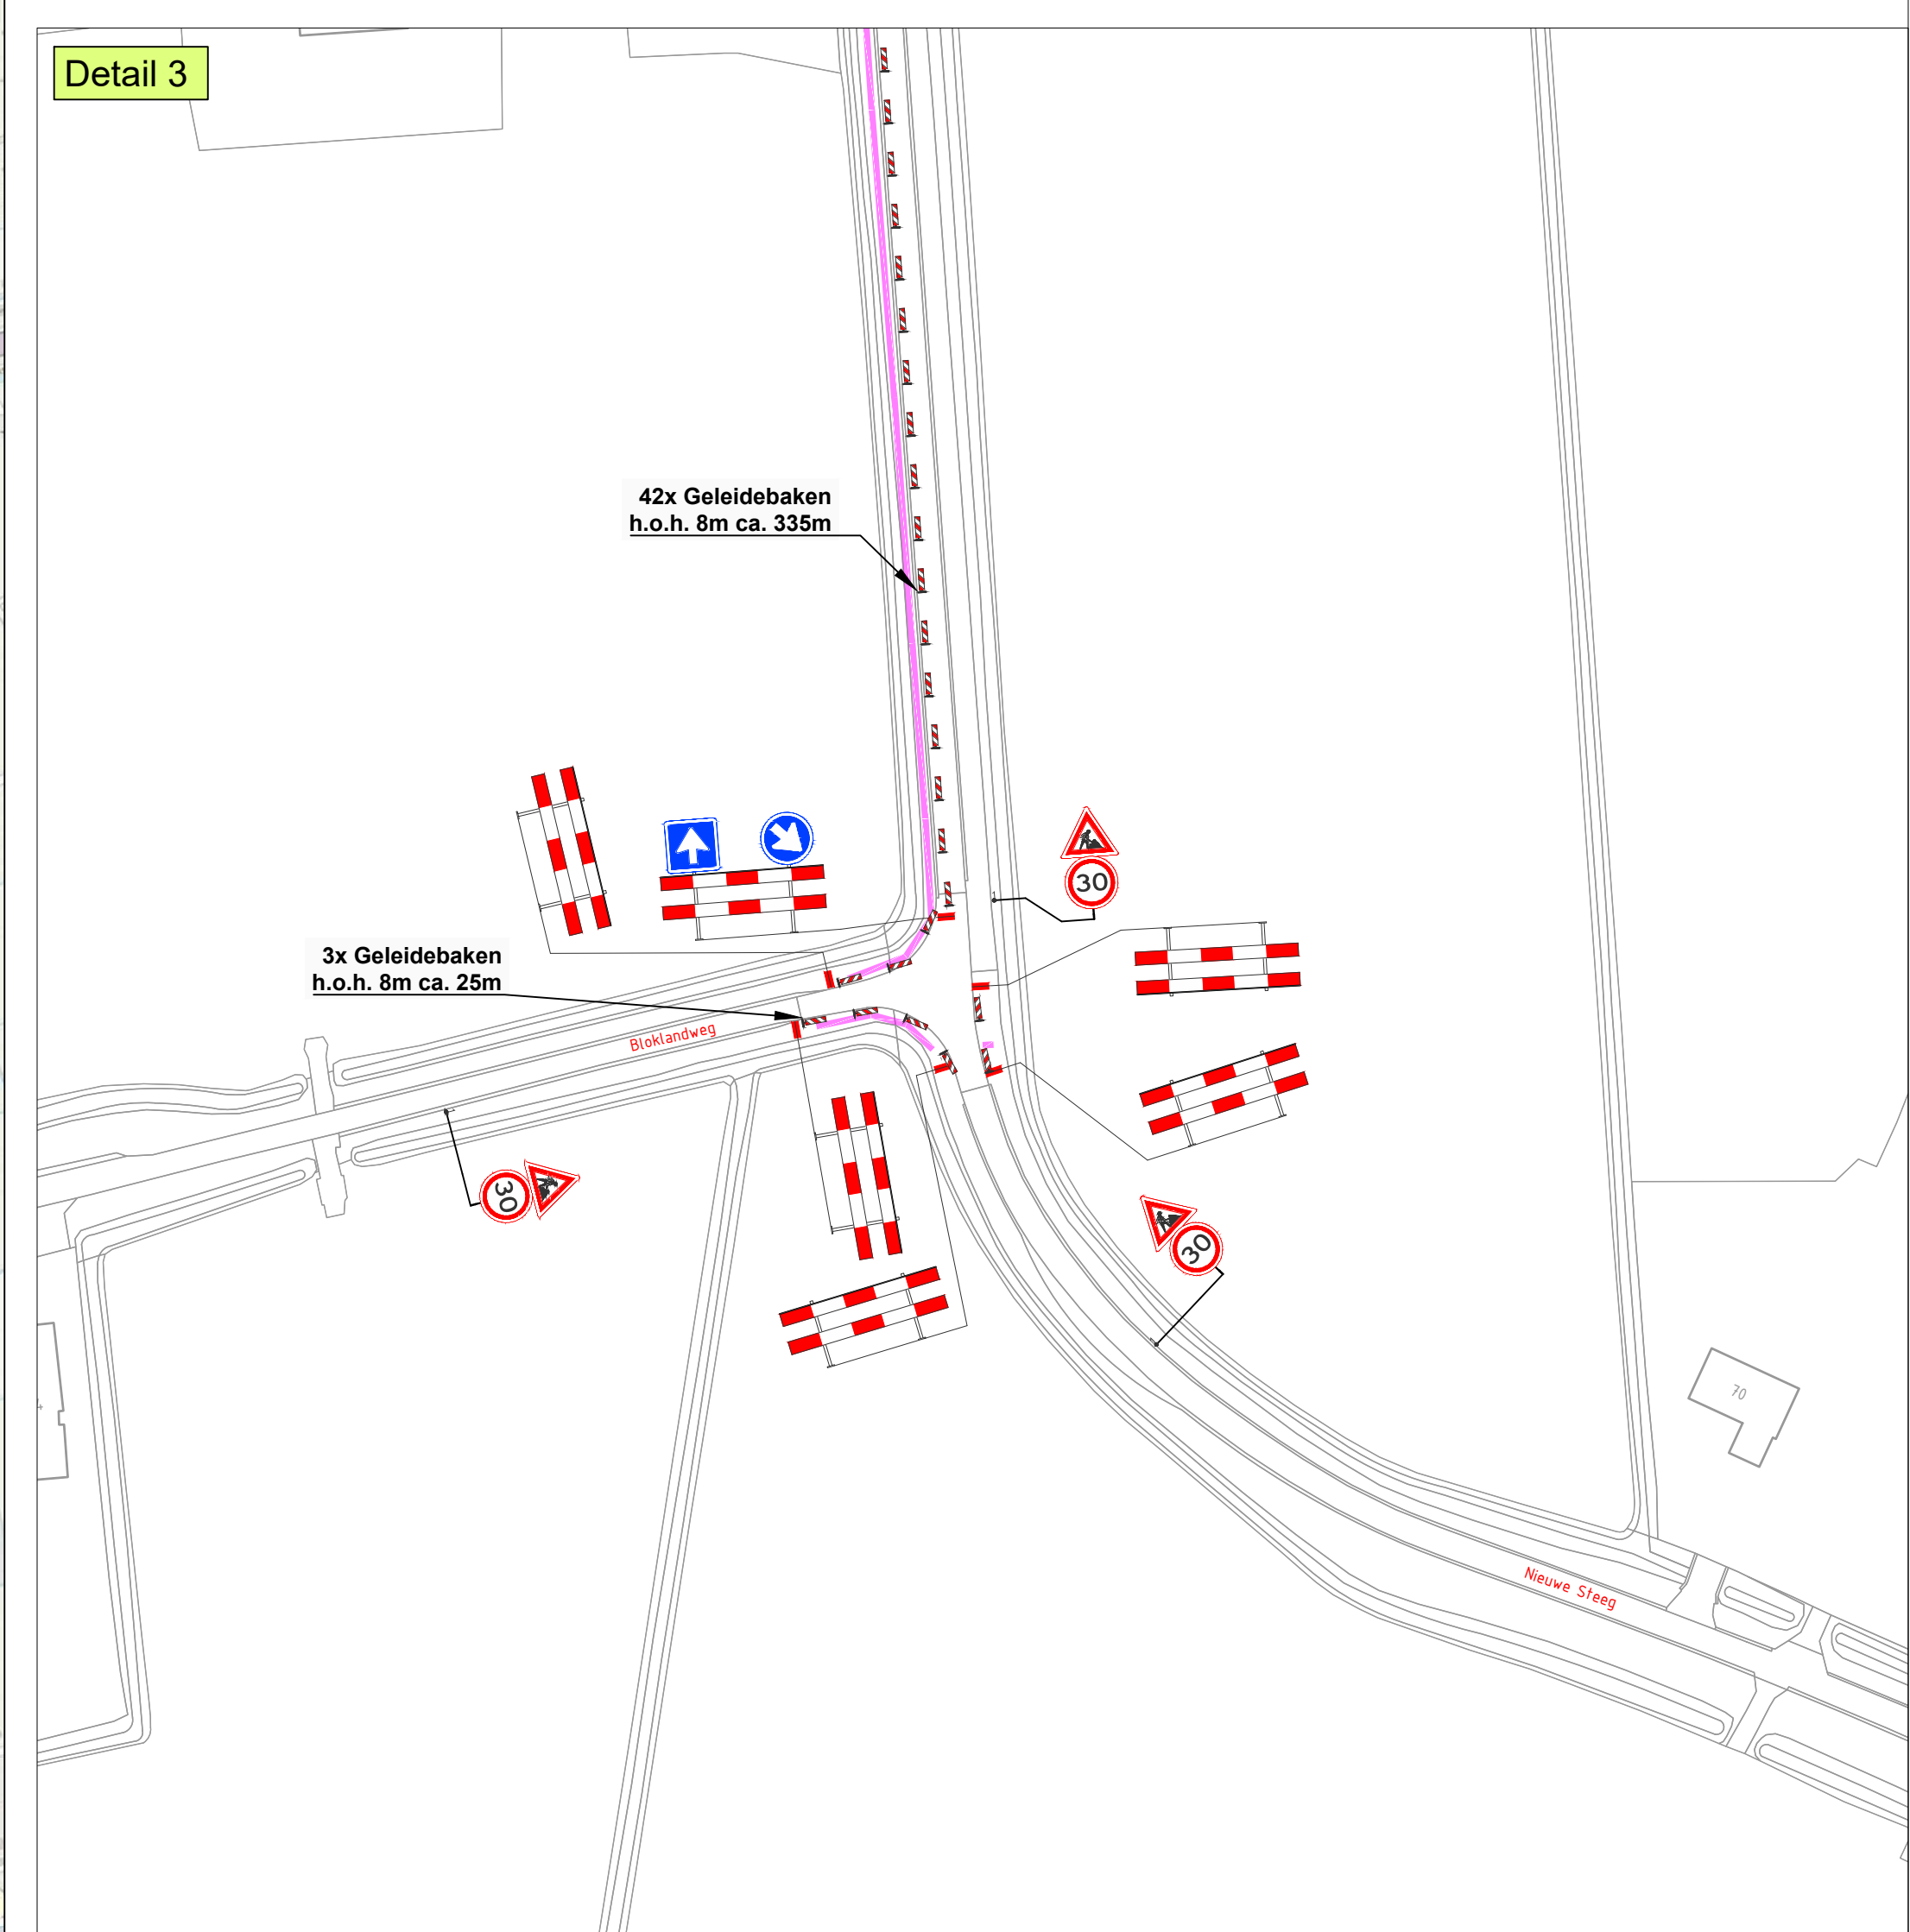 Detail 3
42x Geleidebaken
h.o.h. 8m ca. 335m
30
3x Geleidebaken
h.o.h. 8m ca. 25m
Bloklandweg
30
30
70
Nieuwe Steeg